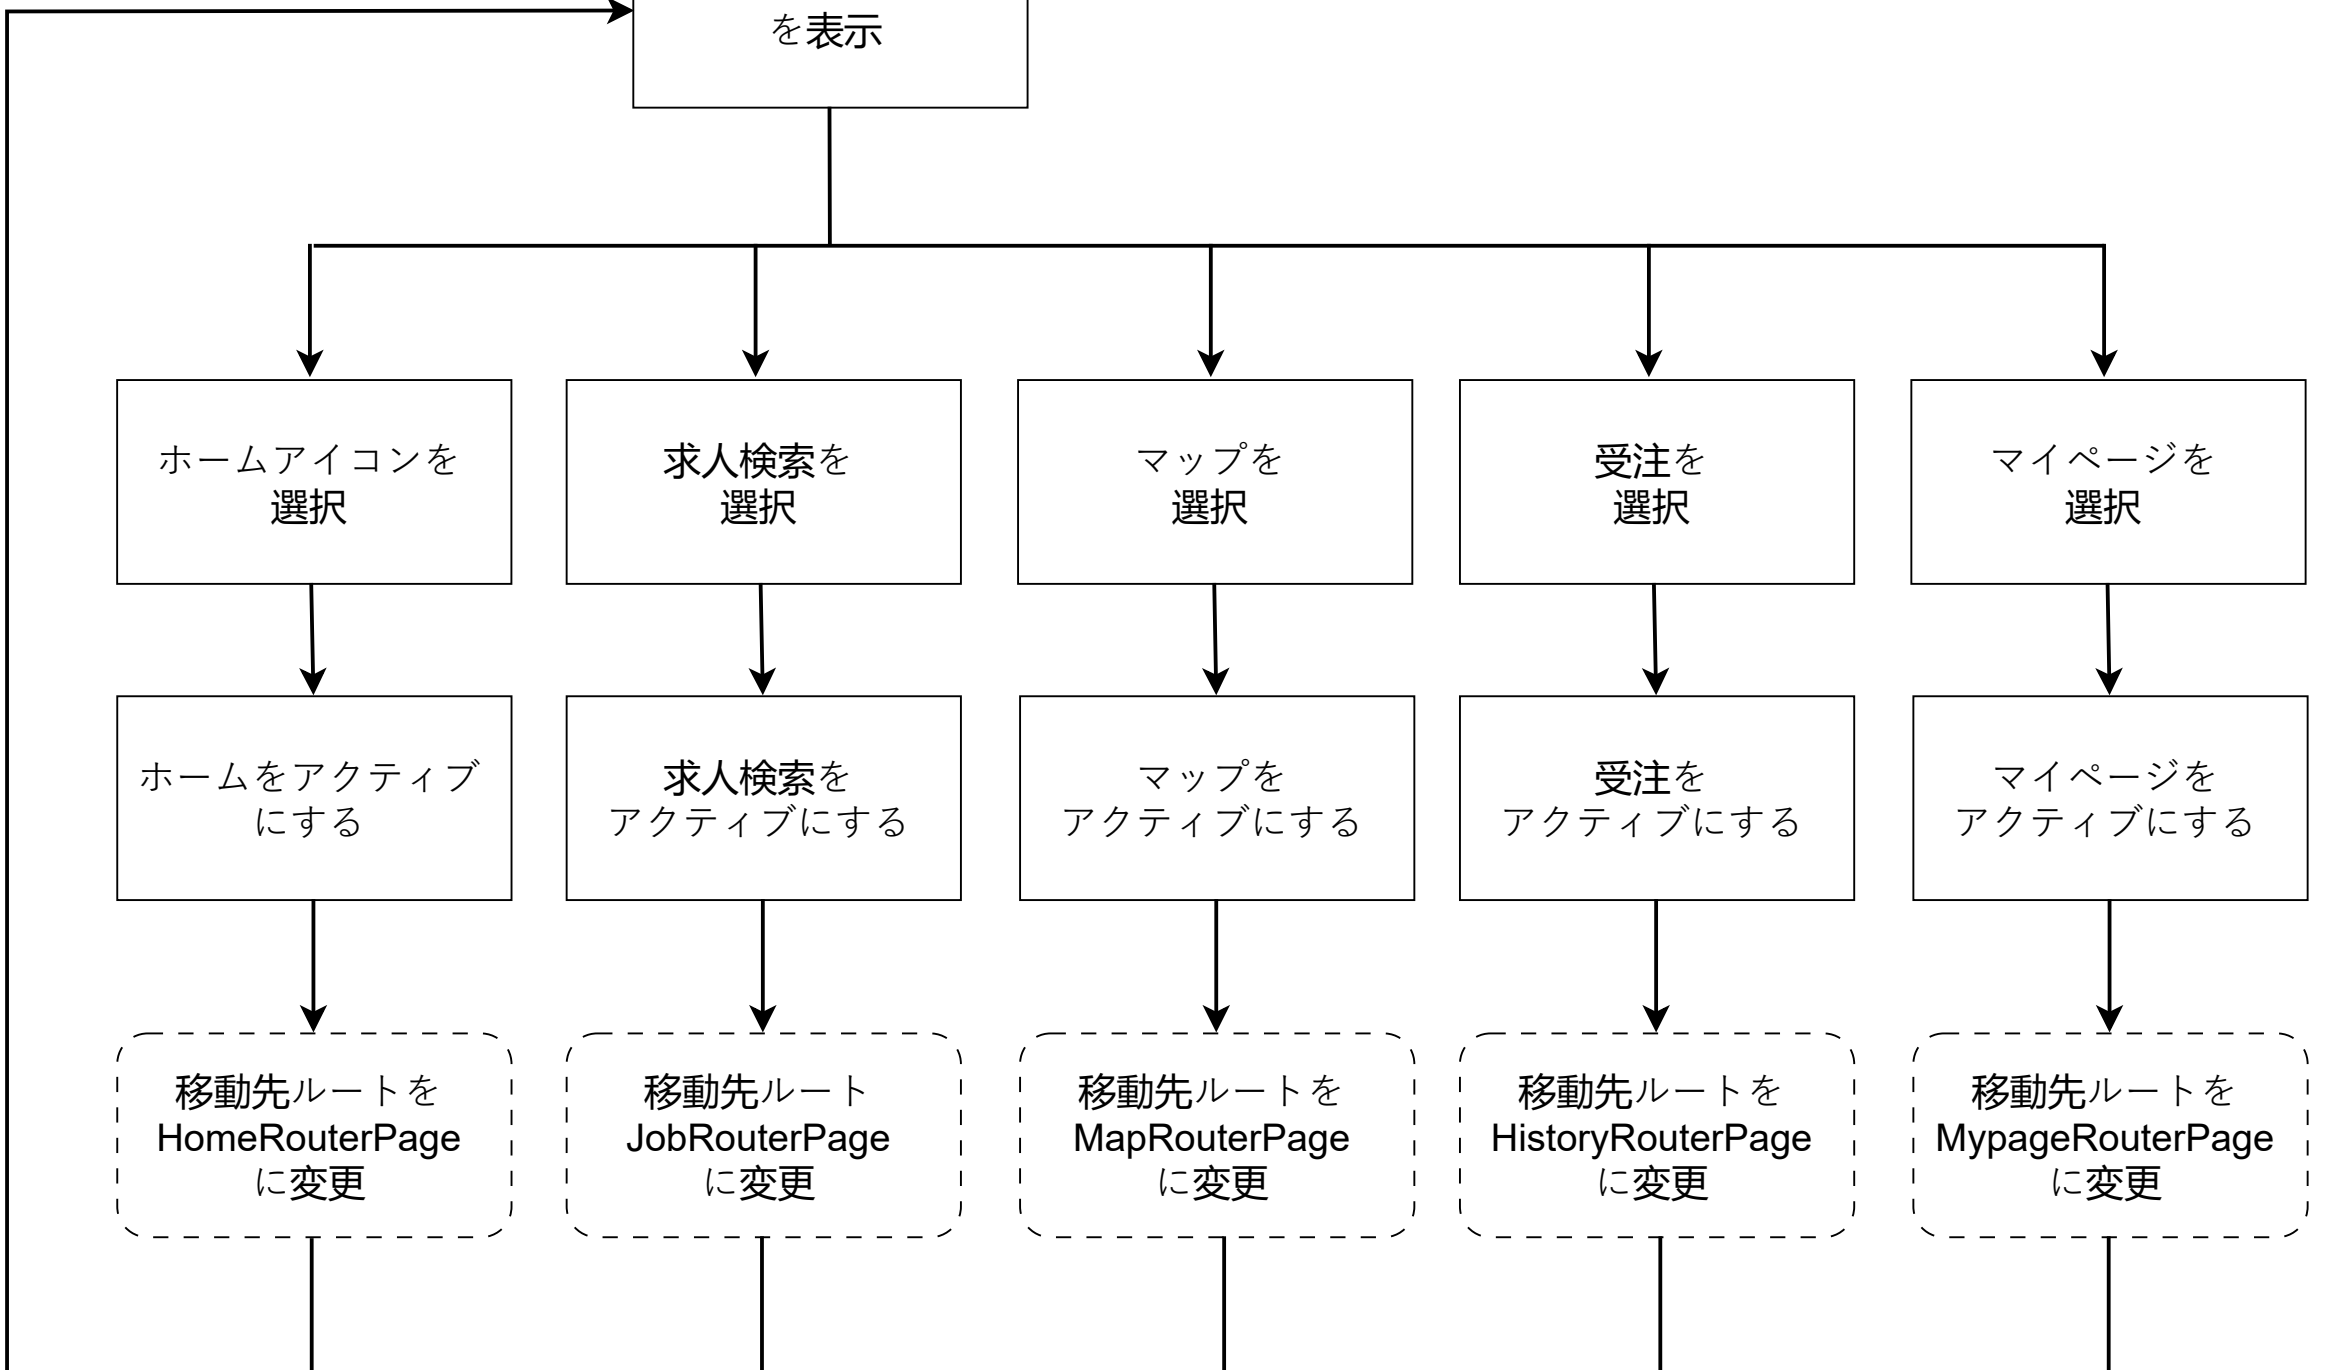 を表示
ホームアイコンを
選択
求人検索を
選択
マップを
選択
受注を
選択
マイページを
選択
ホームをアクティブ
にする
求人検索を
アクティブにする
マップを
アクティブにする
受注を
アクティブにする
マイページを
アクティブにする
移動先ルートを
HomeRouterPage
に変更
移動先ルート
JobRouterPage
に変更
移動先ルートを
MapRouterPage
に変更
移動先ルートを
HistoryRouterPage
に変更
移動先ルートを
MypageRouterPage
に変更